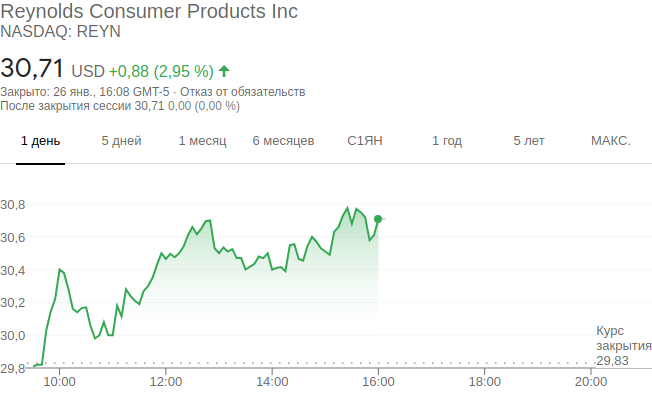 Reynolds Consumer Products Inc
NASDAQ: REYN
30,71 USD +0,88 (2,95 %)
Закрыто: 26 янв., 16:08 GMT-5 · Отказ от обязательств
После закрытия сессии 30,71 0,00 (0,00 %)
1 день 5 дней 1 месяц 6 месяцев С1ЯН 1 год 5 лет МАКС.
30,8
30,6
30,4
30,2
30,0
Курс
закрытия
29,83
29,8
10:00 12:00 14:00 16:00 18:00 20:00